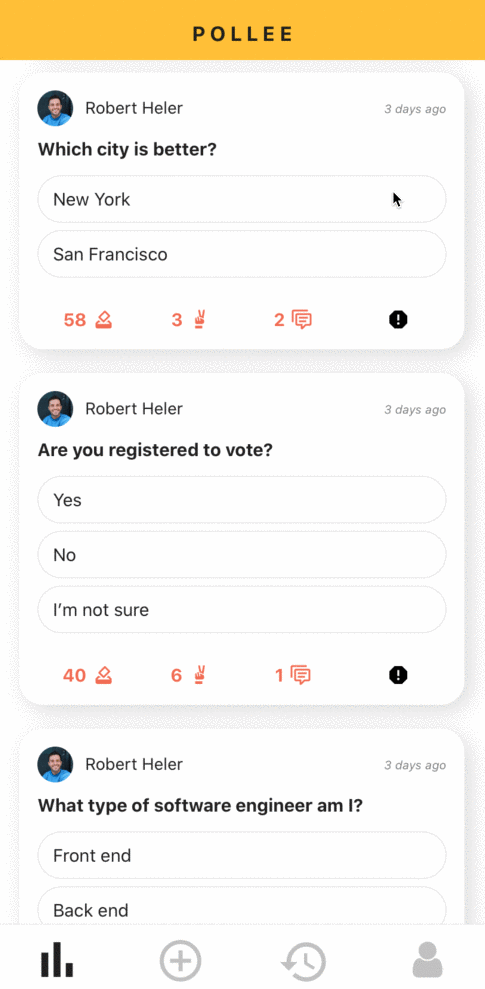 POLLEE
Robert Heler
3 days ago
Which city is better?
New York
San Francisco
58
3
2
Robert Heler
3 days ago
Are you registered to vote?
Yes
No
I’m not sure
40
6
1
Robert Heler
3 days ago
What type of software engineer am I?
Front end
Back end